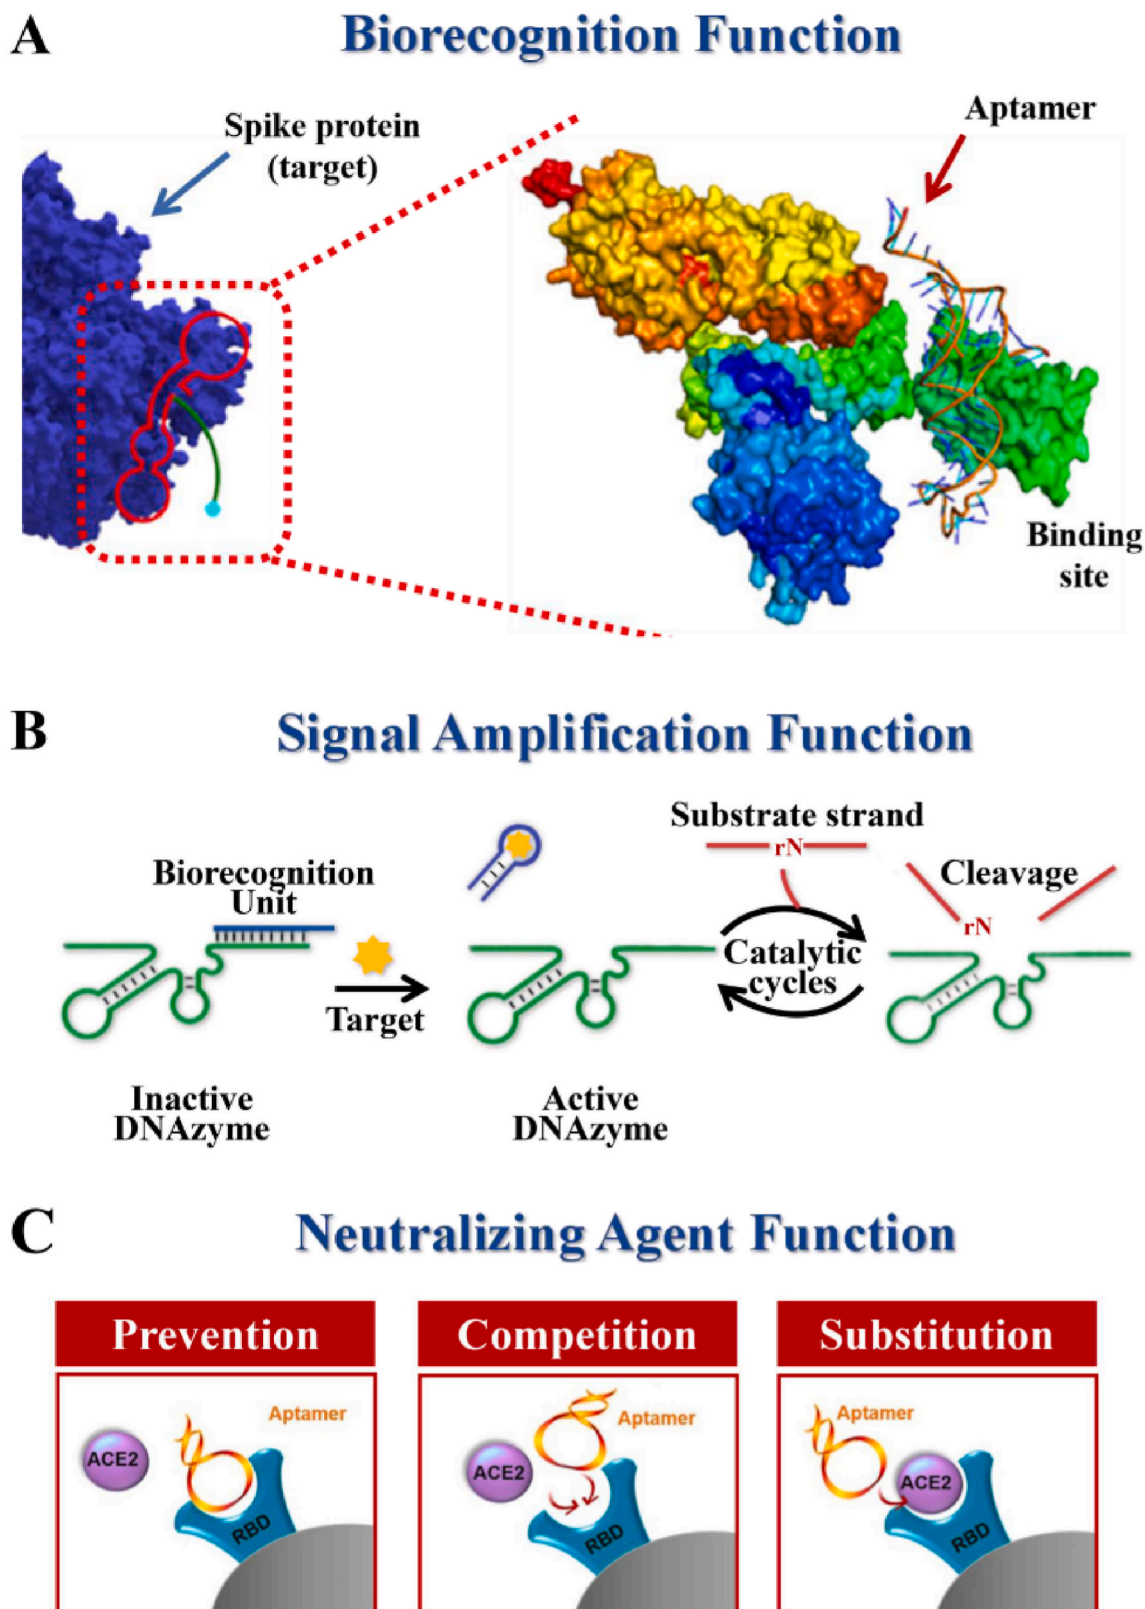 A
Biorecognition Function
Spike protein
(target)
Aptamer
Binding
site
B
Signal Amplification Function
Substrate strand
rN
Biorecognition
Unit
Cleavage
rN
Catalytic
cycles
Target
Inactive
DNAzyme
Active
DNAzyme
C
Neutralizing Agent Function
Prevention
Competition
Substitution
Aptamer
ACE2
RBD
Aptamer
ACE2
RBD
Aptamer
ACE2
RBD